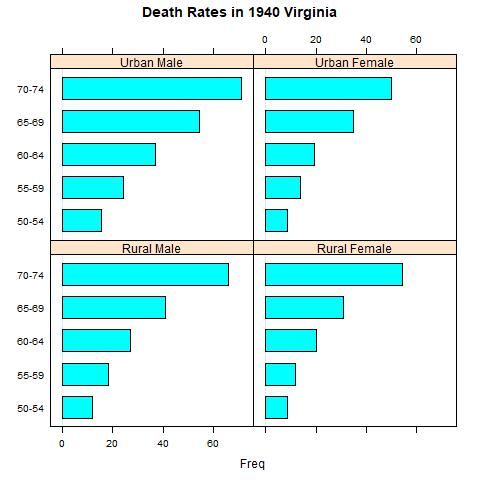 Death Rates in 1940 Virginia
0 20 40 60
Urban Male Urban Female
70-74
65-69
60-64
55-59
50-54
Rural Male Rural Female
70-74
65-69
60-64
55-59
50-54
0 20 40 60
Freq